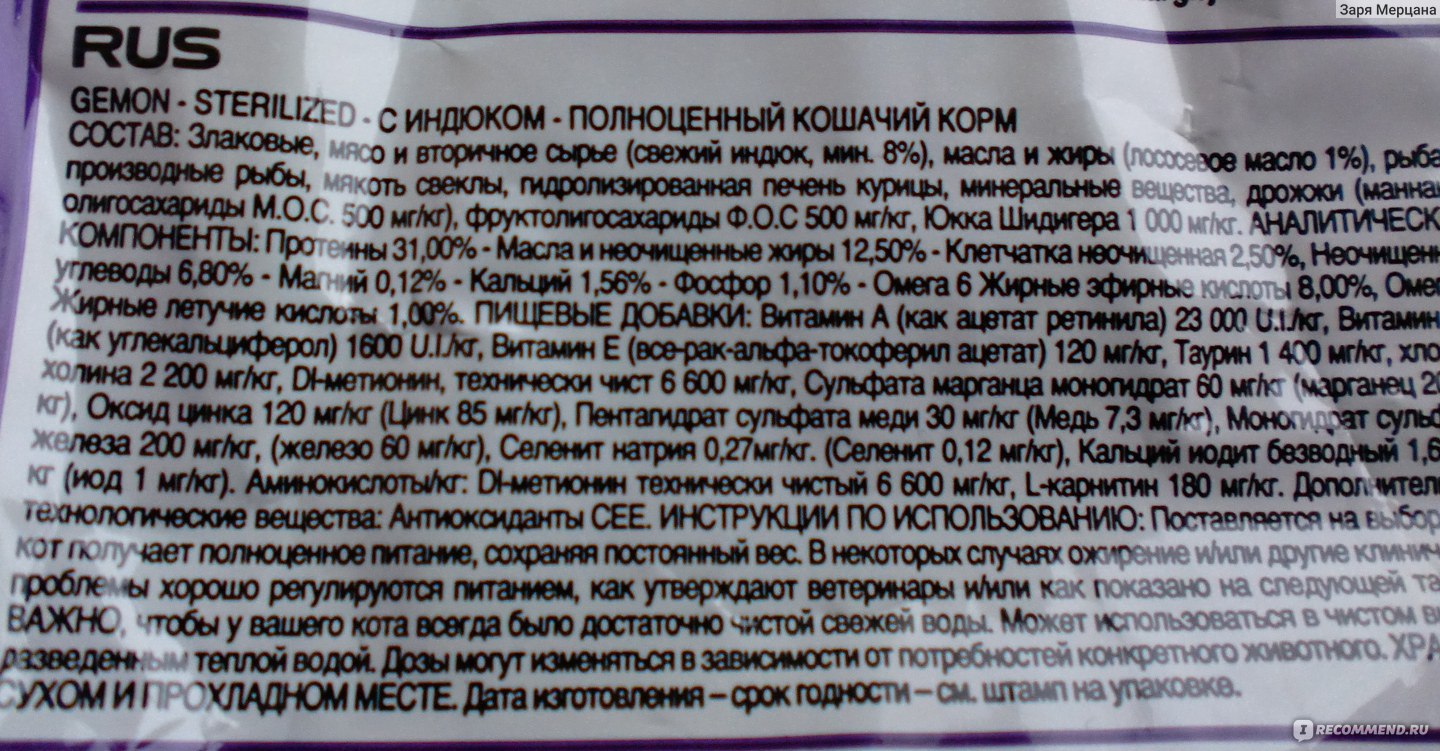 Заря Мерцана
RUS
GEMON - STERILIZED - С ИНДЮКОМ - ПОЛНОЦЕННЫЙ КОШАЧИЙ КОРМ
СОСТАВ: Злаковые, мясо и вторичное сырье (свежий индюк, мин. 8%), масла и жиры (лососевое масло 1%), рыба
производные рыбы, мякоть свеклы, гидролизированная печень курицы, минеральные вещества, дрожжи (манна
олигосахариды М.О.С. 500 мг/кг), фруктолигосахариды Ф.О.С 500 мг/кг, Юкка Шидигера 1 000 мг/кг. АНАЛИТИЧЕСК
КОМПОНЕНТЫ: Протеины 31,00% - Масла и неочищенные жиры 12,50% - Клетчатка неочищенная 2,50%, Неочищенн
углеводы 6,80% - Магний 0,12% - Кальций 1,56% - Фосфор 1,10% - Омега 6 Жирные эфирные кислоты 8,00%, Омег
Жирные летучие кислоты 1,00%. ПИЩЕВЫЕ ДОБАВКИ: Витамин А (как ацетат ретинила) 23 000 U.I./кг, Витамин
(как углекальциферол) 1600 U.I./кг, Витамин Е (все-рак-альфа-токоферил ацетат) 120 мг/кг, Таурин 1 400 мг/кг, хло
холина 2 200 мг/кг, Dl-метионин, технически чист 6 600 мг/кг, Сульфата марганца моногидрат 60 мг/кг (марганец 20
кг), Оксид цинка 120 мг/кг (Цинк 85 мг/кг), Пентагидрат сульфата меди 30 мг/кг (Медь 7,3 мг/кг), Моногидрат сульф
железа 200 мг/кг, (железо 60 мг/кг), Селенит натрия 0,27мг/кг. (Селенит 0,12 мг/кг), Кальций иодит безводный 1,6
кг (иод 1 мг/кг). Аминокислоты/кг: Dl-метионин технически чистый 6 600 мг/кг, L-карнитин 180 мг/кг. Дополнител
технологические вещества: Антиоксиданты СЕЕ. ИНСТРУКЦИИ ПО ИСПОЛЬЗОВАНИЮ: Поставляется на выбор
кот получает полноценное питание, сохраняя постоянный вес. В некоторых случаях ожирение и/или другие клинич
проблемы хорошо регулируются питанием, как утверждают ветеринары и/или как показано на следующей та
ВАЖНО, чтобы у вашего кота всегда было достаточно чистой свежей воды. Может использоваться в чистом в
разведенным теплой водой. Дозы могут изменяться в зависимости от потребностей конкретного животного. ХРА
СУХОМ И ПРОХЛАДНОМ МЕСТЕ. Дата изготовления – срок годности – см. штамп на упаковке.
I RECOMMEND.RU